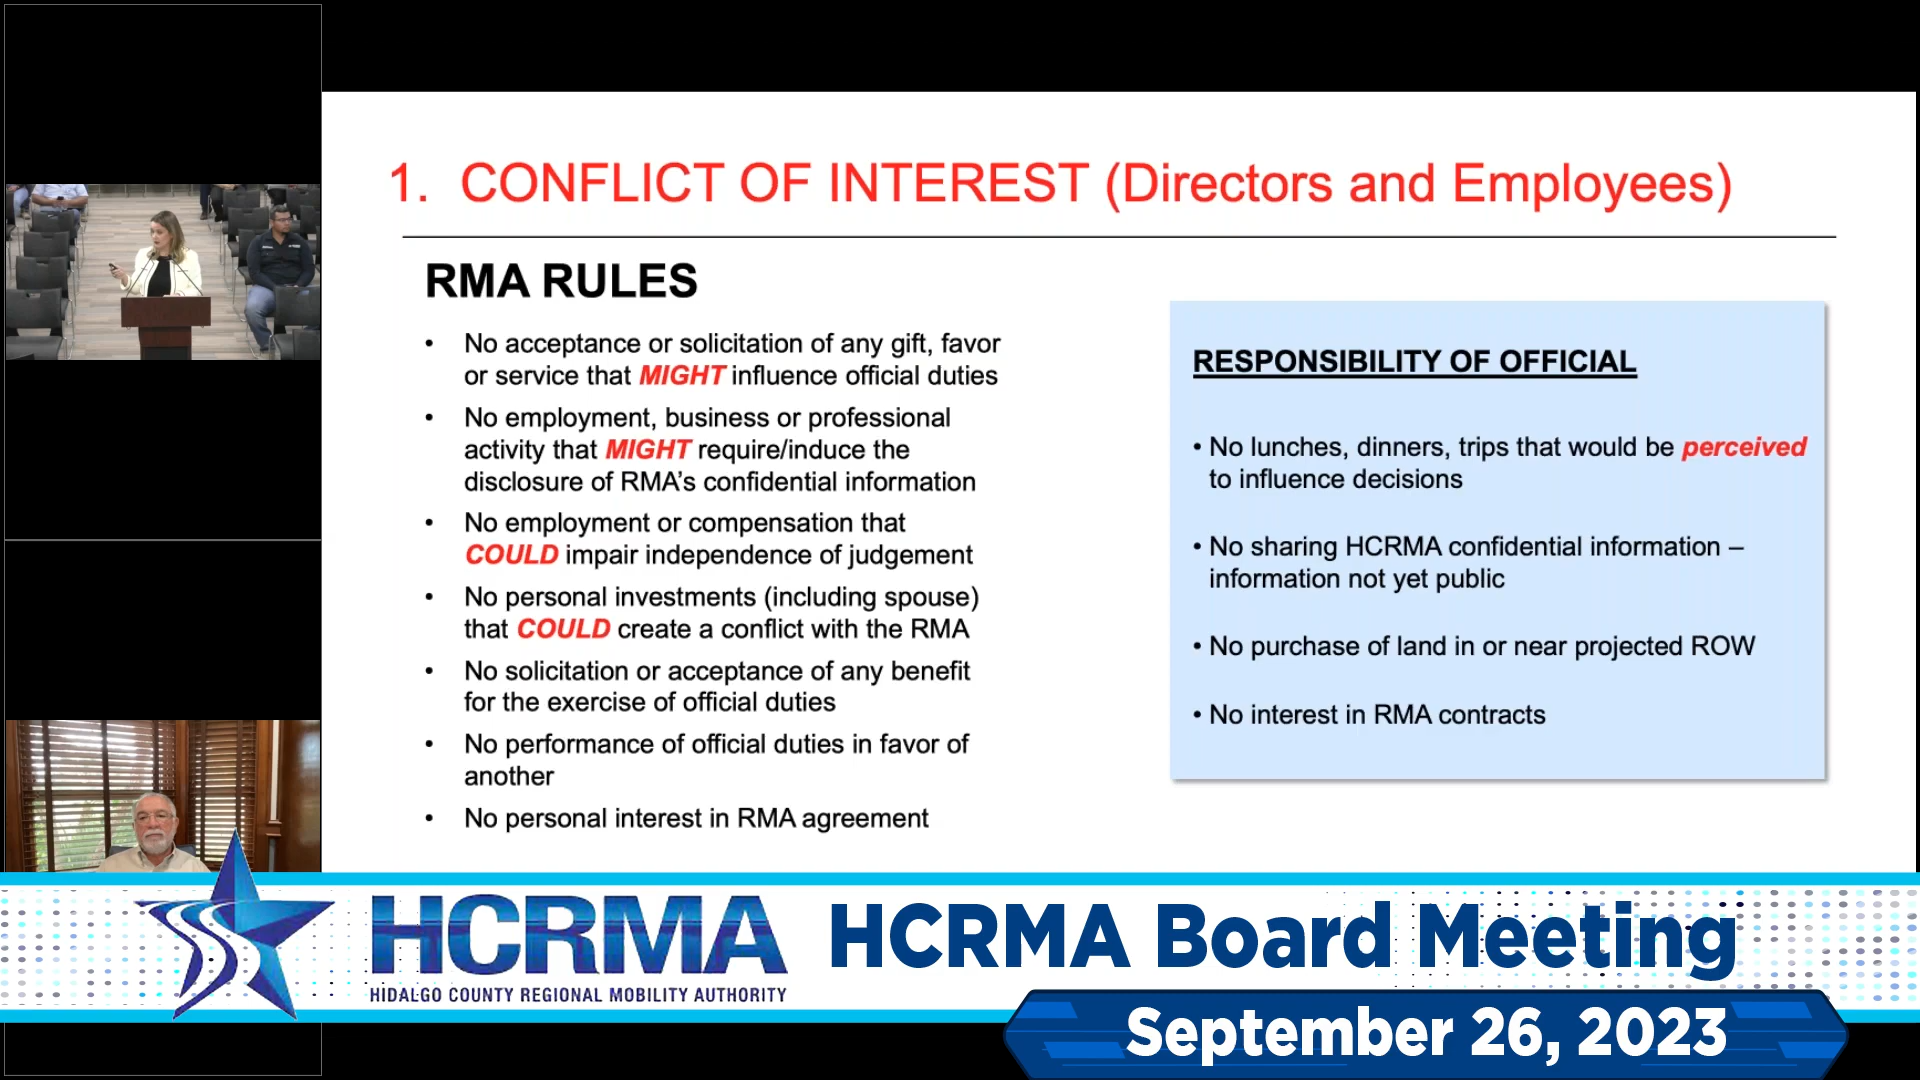 1. CONFLICT OF INTEREST (Directors and Employees)
RMA RULES
• No acceptance or solicitation of any gift, favor
or service that MIGHT influence official duties
• No employment, business or professional
activity that MIGHT require/induce the
disclosure of RMA's confidential information
• No employment or compensation that
COULD impair independence of judgement
• No personal investments (including spouse)
that COULD create a conflict with the RMA
• No solicitation or acceptance of any benefit
for the exercise of official duties
• No performance of official duties in favor of
another
• No personal interest in RMA agreement
RESPONSIBILITY OF OFFICIAL
• No lunches, dinners, trips that would be perceived
to influence decisions
• No sharing HCRMA confidential information –
information not yet public
• No purchase of land in or near projected ROW
• No interest in RMA contracts
HCRMA
HIDALGO COUNTY REGIONAL MOBILITY AUTHORITY
HCRMA Board Meeting
September 26, 2023